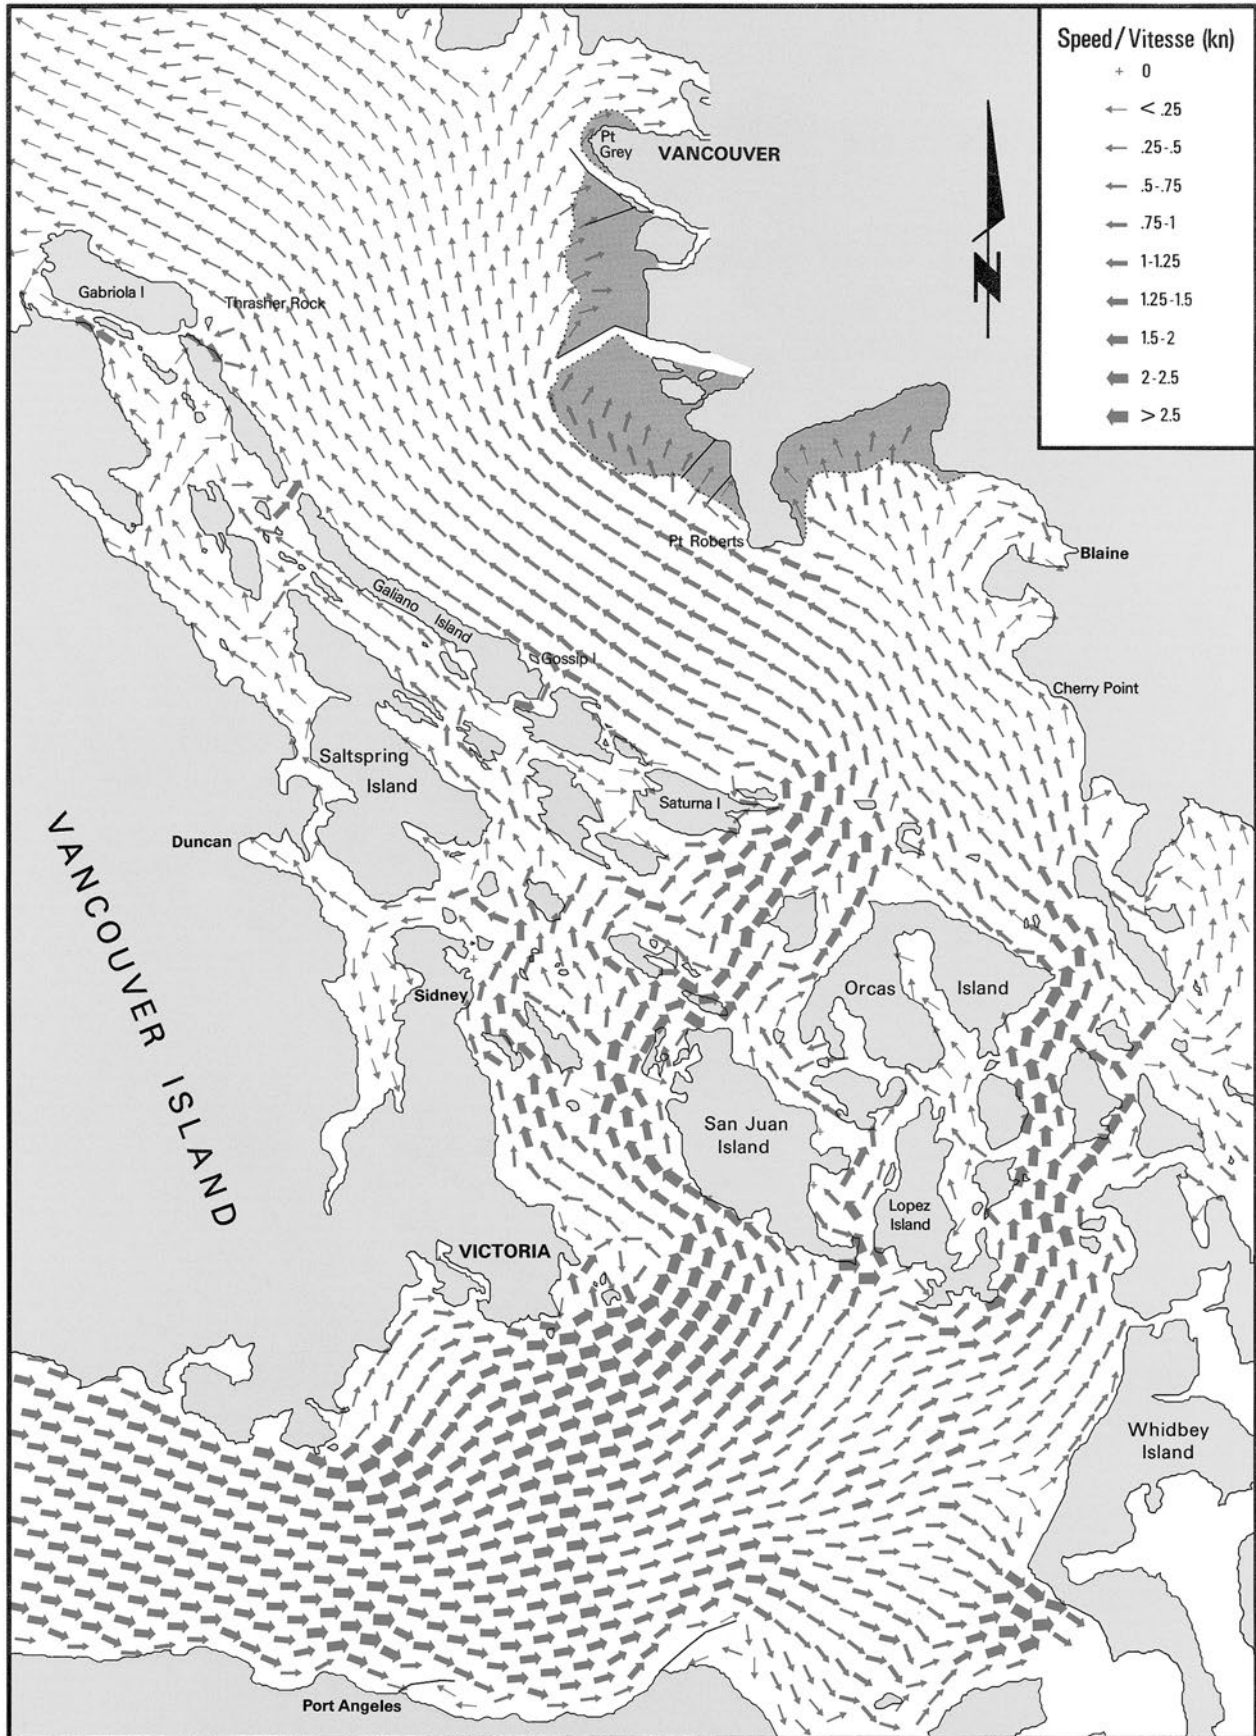 Speed/Vitesse (kn)
0
< .25
.25-.5
.5-.75
.75-1
1-1.25
1.25-1.5
1.5-2
2-2.5
> 2.5
N
Pt
Grey
VANCOUVER
Gabriola I
Thrasher Rock
Pt Roberts
Blaine
Galiano
Island
Gossip I
Cherry Point
Saltspring
Island
Saturna I
Duncan
VANCOUVER ISLAND
Sidney
Orcas
Island
San Juan
Island
Lopez
Island
VICTORIA
Whidbey
Island
Port Angeles